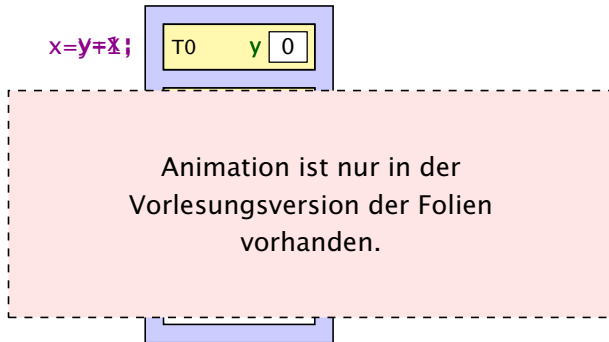 T0 y 0
Animation ist nur in der
Vorlesungsversion der Folien
vorhanden.